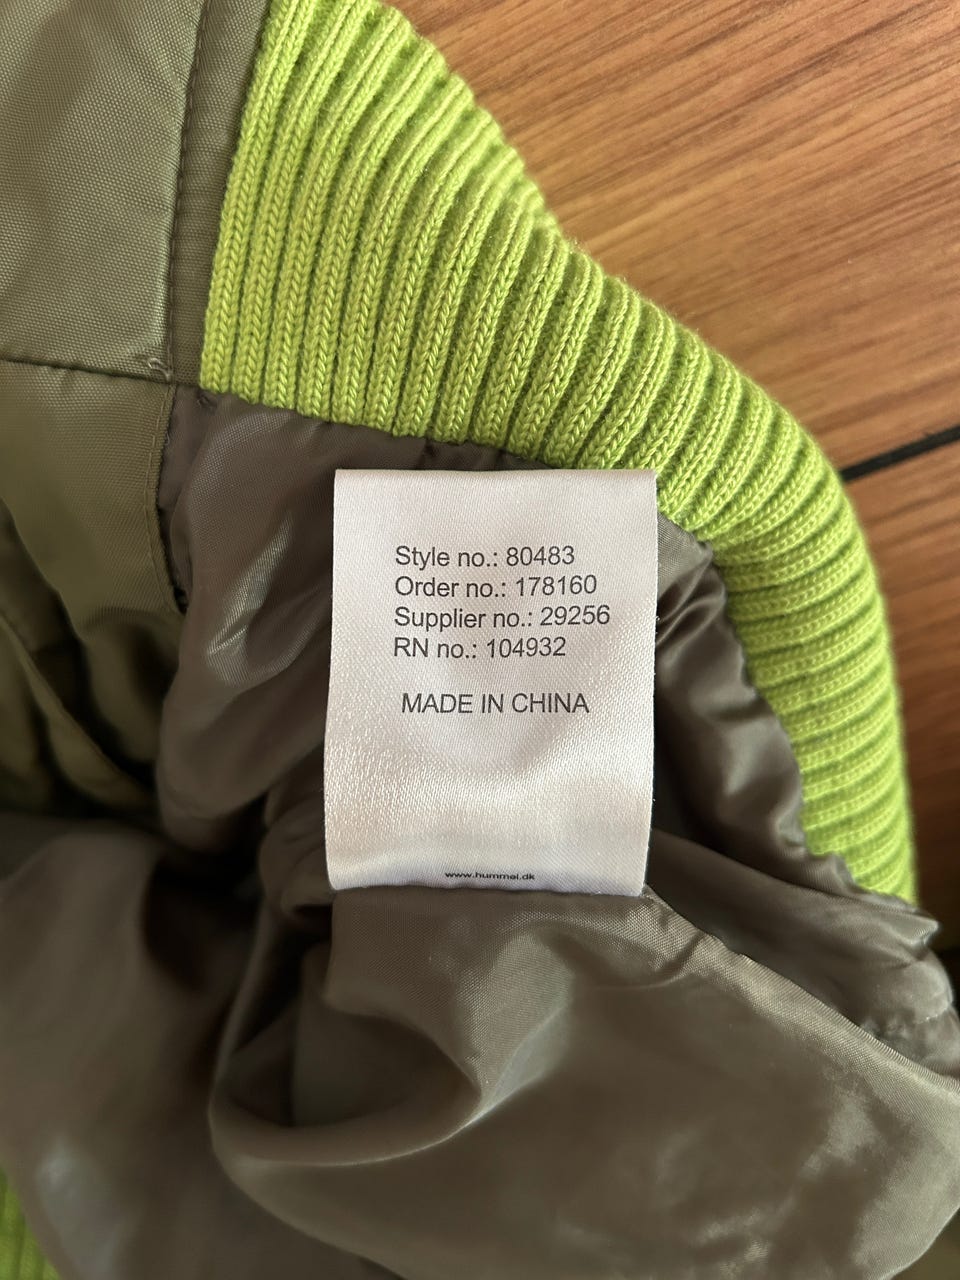 Style no.: 80483
Order no.: 178160
Supplier no.: 29256
RN no.: 104932
MADE IN CHINA
www.hummel.dk